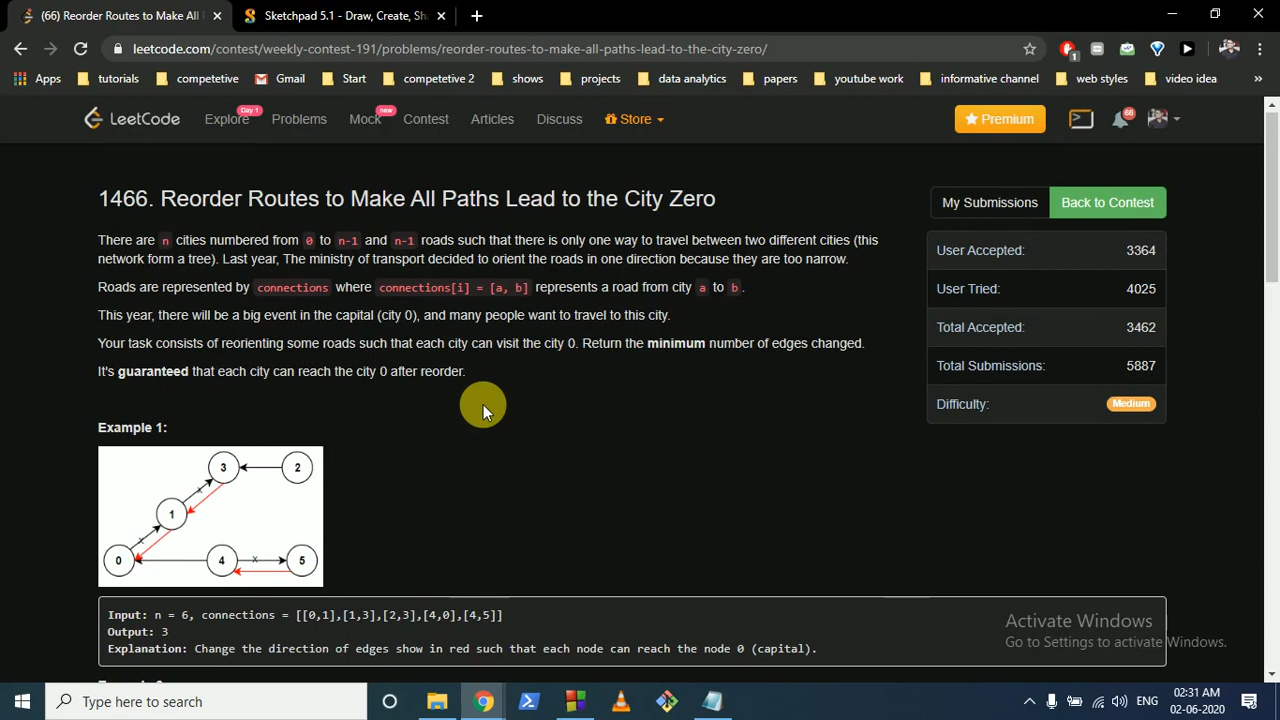 (66) Reorder Routes to Make All
Sketchpad 5.1 - Draw, Create, Sha
leetcode.com/contest/weekly-contest-191/problems/reorder-routes-to-make-all-paths-lead-to-the-city-zero/
1
Apps tutorials competetive Gmail Start competetive 2 shows projects data analytics papers youtube work informative channel web styles video idea »
LeetCode Explore Day 1 Problems Mock new Contest Articles Discuss Store Premium 66
1466. Reorder Routes to Make All Paths Lead to the City Zero
My Submissions Back to Contest
There are n cities numbered from 0 to n-1 and n-1 roads such that there is only one way to travel between two different cities (this
network form a tree). Last year, The ministry of transport decided to orient the roads in one direction because they are too narrow.
Roads are represented by connections where connections[i] = [a, b] represents a road from city a to b.
This year, there will be a big event in the capital (city 0), and many people want to travel to this city.
Your task consists of reorienting some roads such that each city can visit the city 0. Return the minimum number of edges changed.
It's guaranteed that each city can reach the city 0 after reorder.
User Accepted: 3364
User Tried: 4025
Total Accepted: 3462
Total Submissions: 5887
Difficulty: Medium
Example 1:
3 2
x
1
x
0 4 x 5
Input: n = 6, connections = [[0,1],[1,3],[2,3],[4,0],[4,5]]
Output: 3
Explanation: Change the direction of edges show in red such that each node can reach the node 0 (capital).
Activate Windows
Go to Settings to activate Windows.
Type here to search
ENG
02:31 AM
02-06-2020